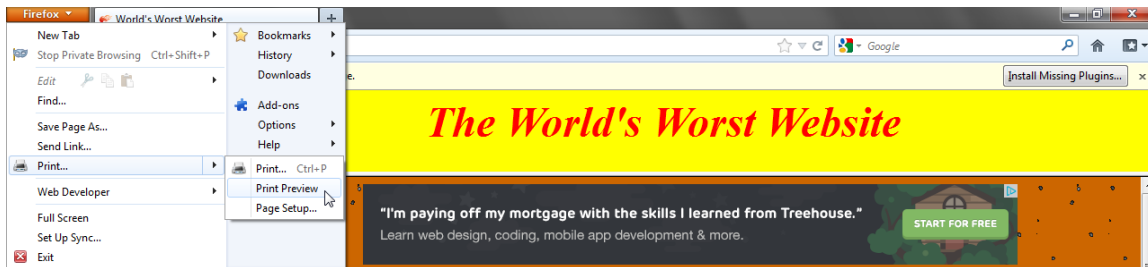 Firefox
World's Worst Website
New Tab
Stop Private Browsing Ctrl+Shift+P
Edit
Find...
Save Page As...
Send Link...
Print...
Web Developer
Full Screen
Set Up Sync...
Exit
Bookmarks
History
Downloads
Add-ons
Options
Help
Print... Ctrl+P
Print Preview
Page Setup...
Google
e.
Install Missing Plugins...
The World's Worst Website
"I'm paying off my mortgage with the skills I learned from Treehouse."
Learn web design, coding, mobile app development & more.
START FOR FREE